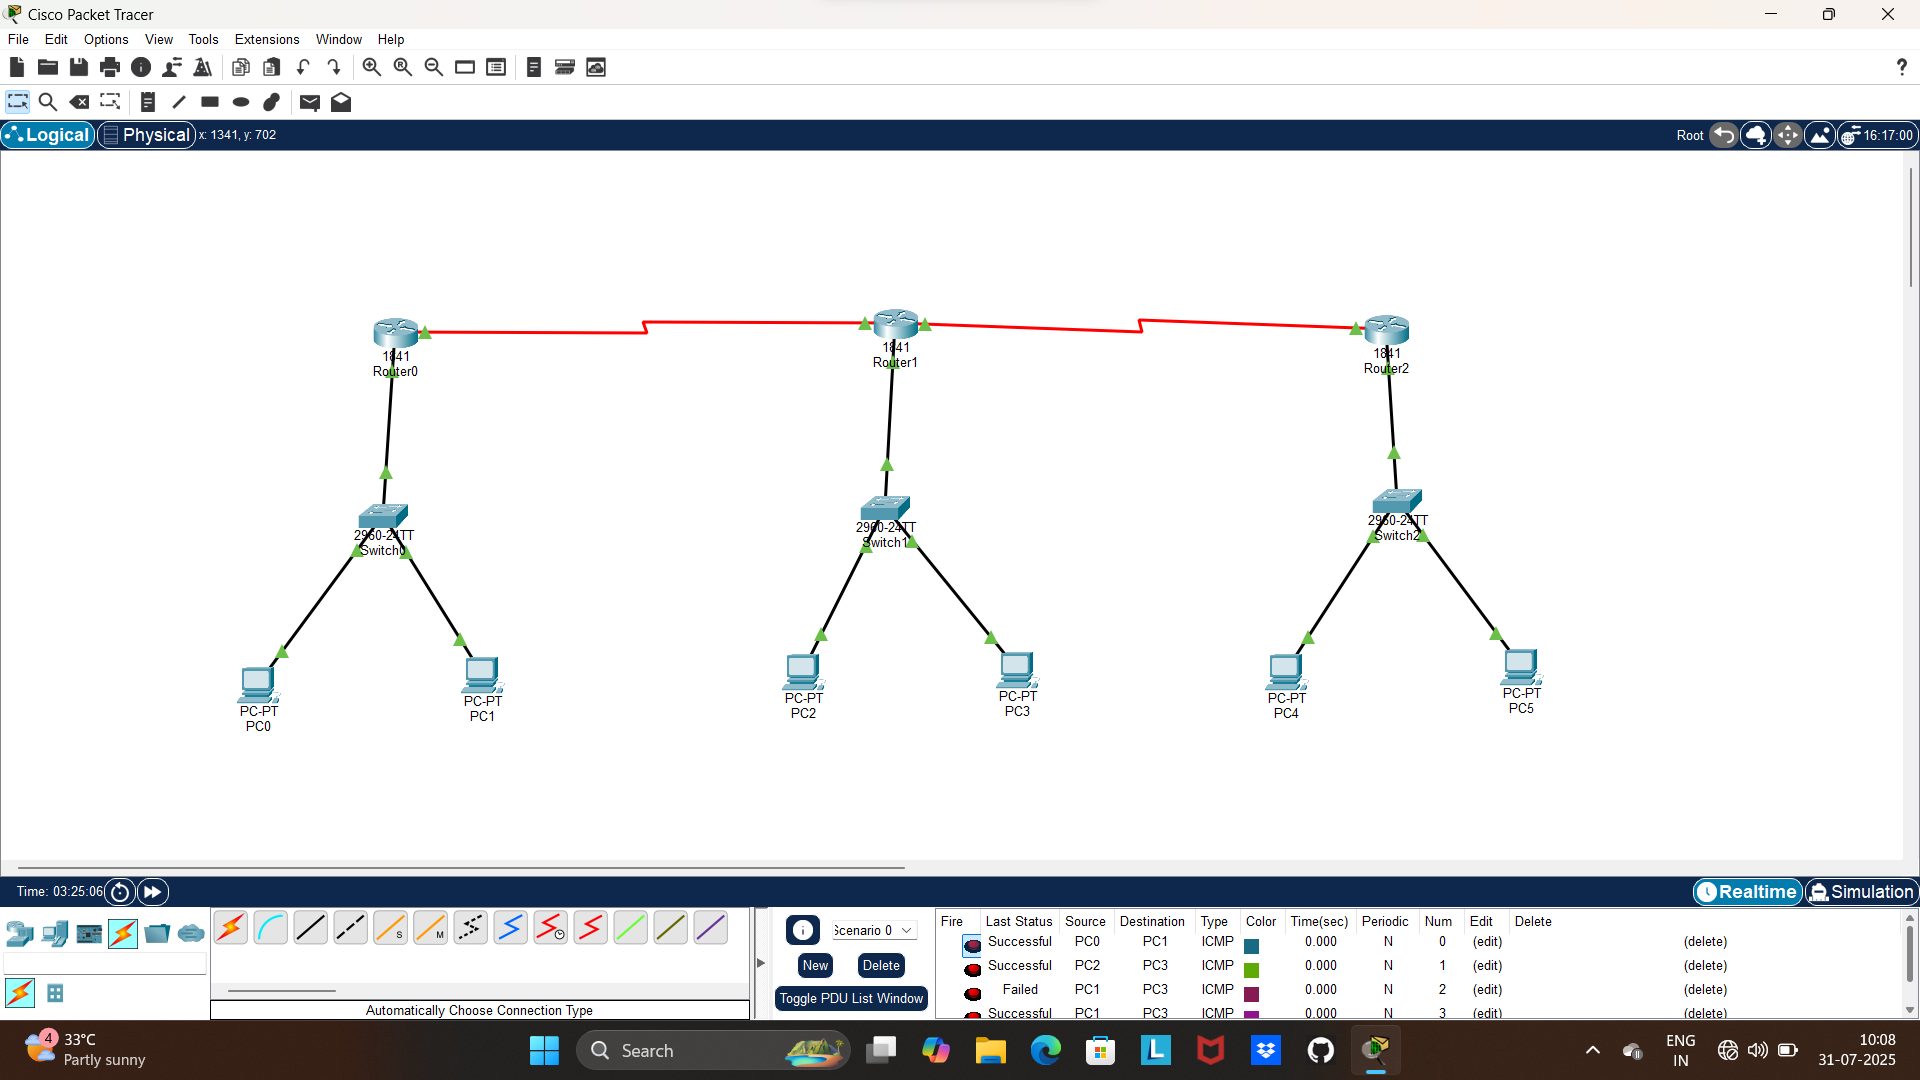 Cisco Packet Tracer
File Edit Options View Tools Extensions Window Help
Logical Physical x: 1341, y: 702 Root 16:17:00
1841
Router0
1841
Router1
1841
Router2
2960-24TT
Switch0
2960-24TT
Switch1
2960-24TT
Switch2
PC-PT
PC0
PC-PT
PC1
PC-PT
PC2
PC-PT
PC3
PC-PT
PC4
PC-PT
PC5
Time: 03:25:06 Realtime Simulation
S M
Automatically Choose Connection Type
Scenario 0
New Delete
Toggle PDU List Window
Fire Last Status Source Destination Type Color Time(sec) Periodic Num Edit Delete
Successful PC0 PC1 ICMP 0.000 N 0 (edit) (delete)
Successful PC2 PC3 ICMP 0.000 N 1 (edit) (delete)
Failed PC1 PC3 ICMP 0.000 N 2 (edit) (delete)
Successful PC1 PC3 ICMP 0.000 N 3 (edit) (delete)
4 33°C
Partly sunny
Search
L
ENG
IN
10:08
31-07-2025